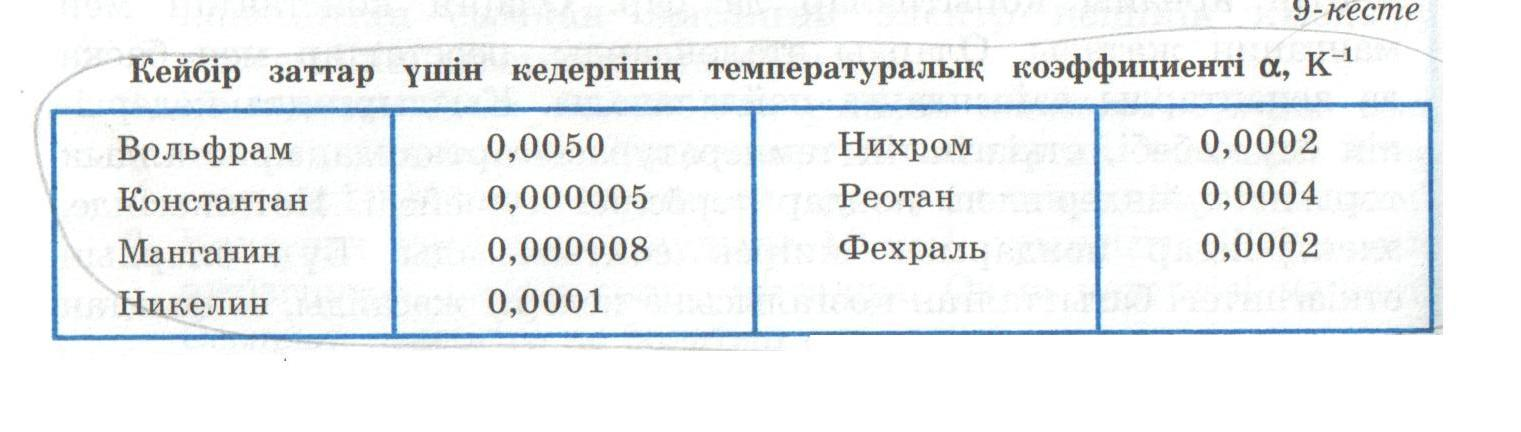 9-кесте
Кейбір заттар үшін кедергінің температуралық коэффициенті α, K⁻¹
Вольфрам 0,0050 Нихром 0,0002
Константан 0,000005 Реотан 0,0004
Манганин 0,000008 Фехраль 0,0002
Никелин 0,0001